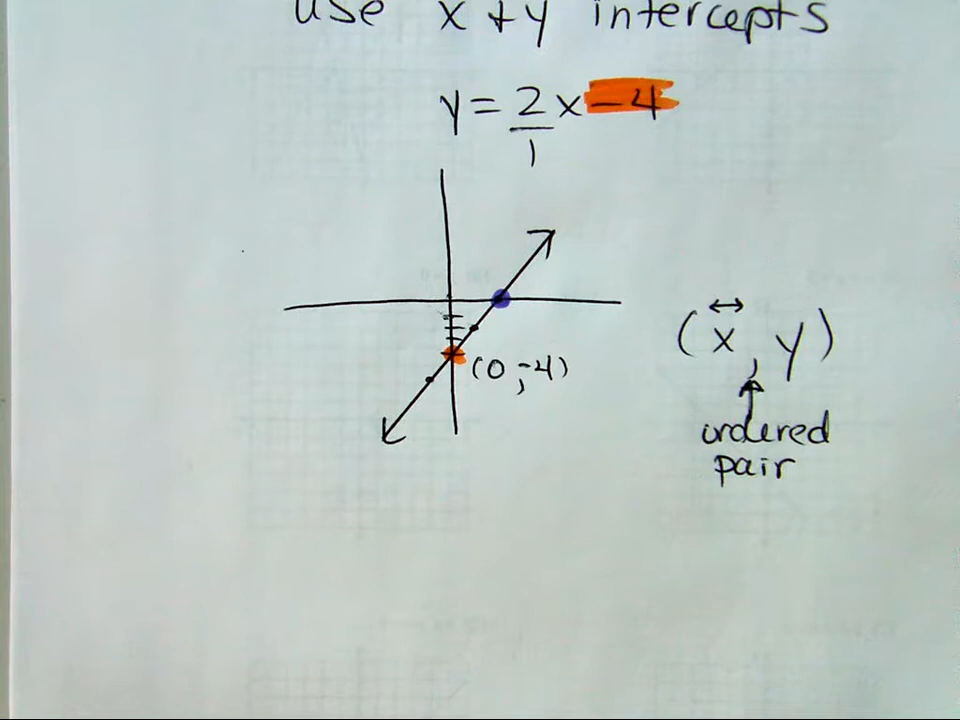 use x + y intercepts
y = 2/1 x - 4
(0, -4)
(x, y)
ordered
pair